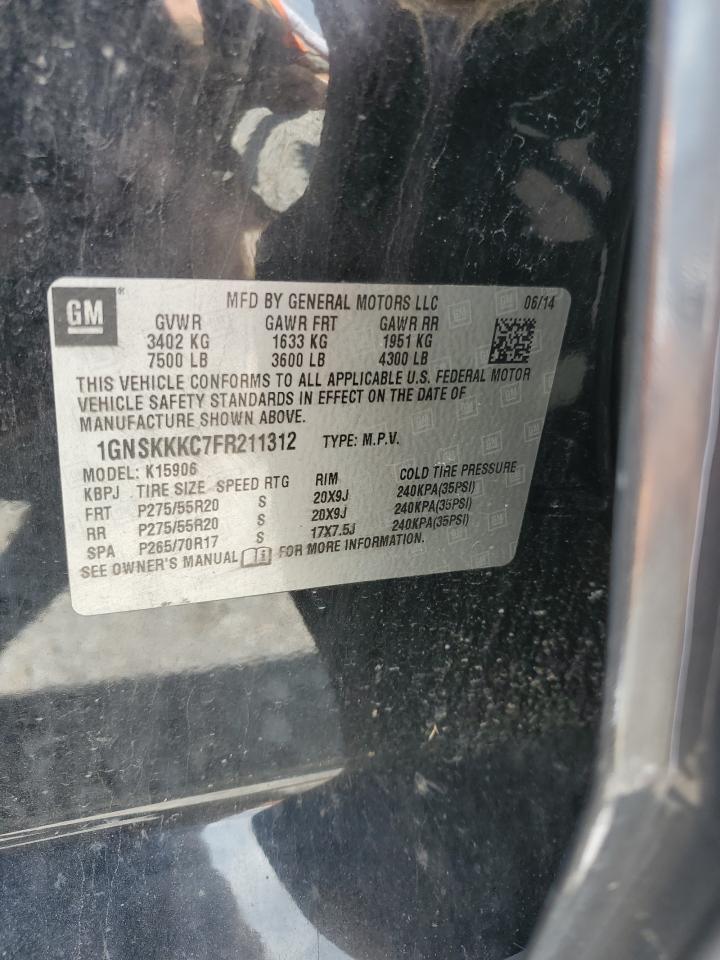 GM ® MFD BY GENERAL MOTORS LLC 06/14
GVWR GAWR FRT GAWR RR
3402 KG 1633 KG 1951 KG
7500 LB 3600 LB 4300 LB
THIS VEHICLE CONFORMS TO ALL APPLICABLE U.S. FEDERAL MOTOR
VEHICLE SAFETY STANDARDS IN EFFECT ON THE DATE OF
MANUFACTURE SHOWN ABOVE.
1GNSKKKC7FR211312 TYPE: M.P.V.
MODEL: K15906
KBPJ TIRE SIZE SPEED RTG RIM COLD TIRE PRESSURE
FRT P275/55R20 S 20X9J 240KPA(35PSI)
RR P275/55R20 S 20X9J 240KPA(35PSI)
SPA P265/70R17 S 17X7.5J 240KPA(35PSI)
SEE OWNER'S MANUAL FOR MORE INFORMATION.